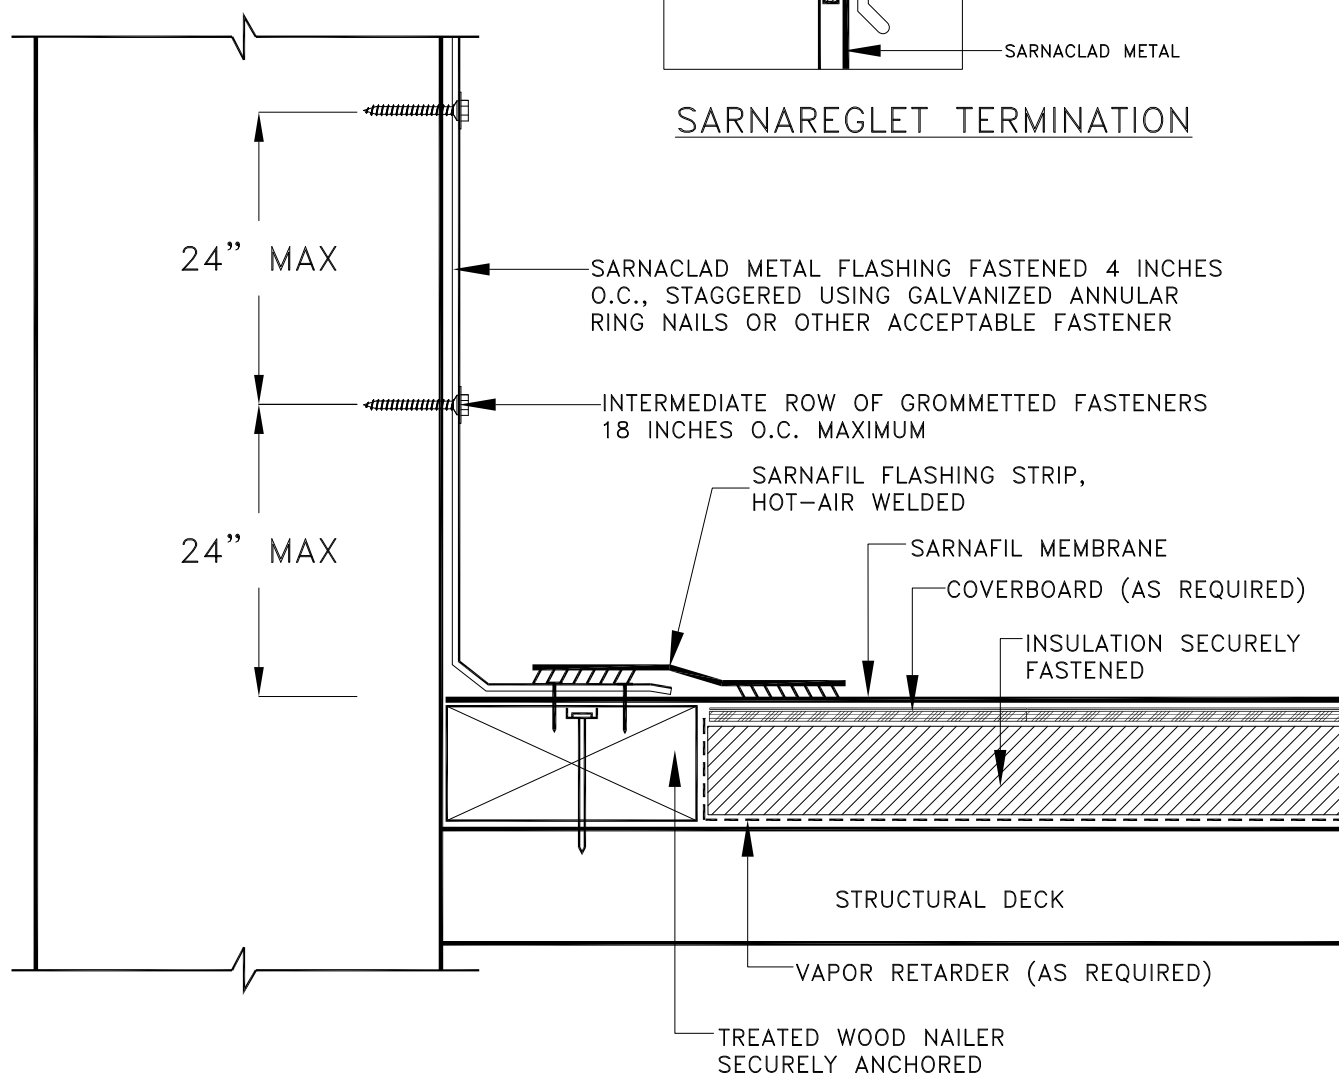 SARNACLAD METAL
SARNAREGLET TERMINATION
24” MAX
SARNACLAD METAL FLASHING FASTENED 4 INCHES
O.C., STAGGERED USING GALVANIZED ANNULAR
RING NAILS OR OTHER ACCEPTABLE FASTENER
INTERMEDIATE ROW OF GROMMETTED FASTENERS
18 INCHES O.C. MAXIMUM
SARNAFIL FLASHING STRIP,
HOT-AIR WELDED
24” MAX
SARNAFIL MEMBRANE
COVERBOARD (AS REQUIRED)
INSULATION SECURELY
FASTENED
STRUCTURAL DECK
VAPOR RETARDER (AS REQUIRED)
TREATED WOOD NAILER
SECURELY ANCHORED